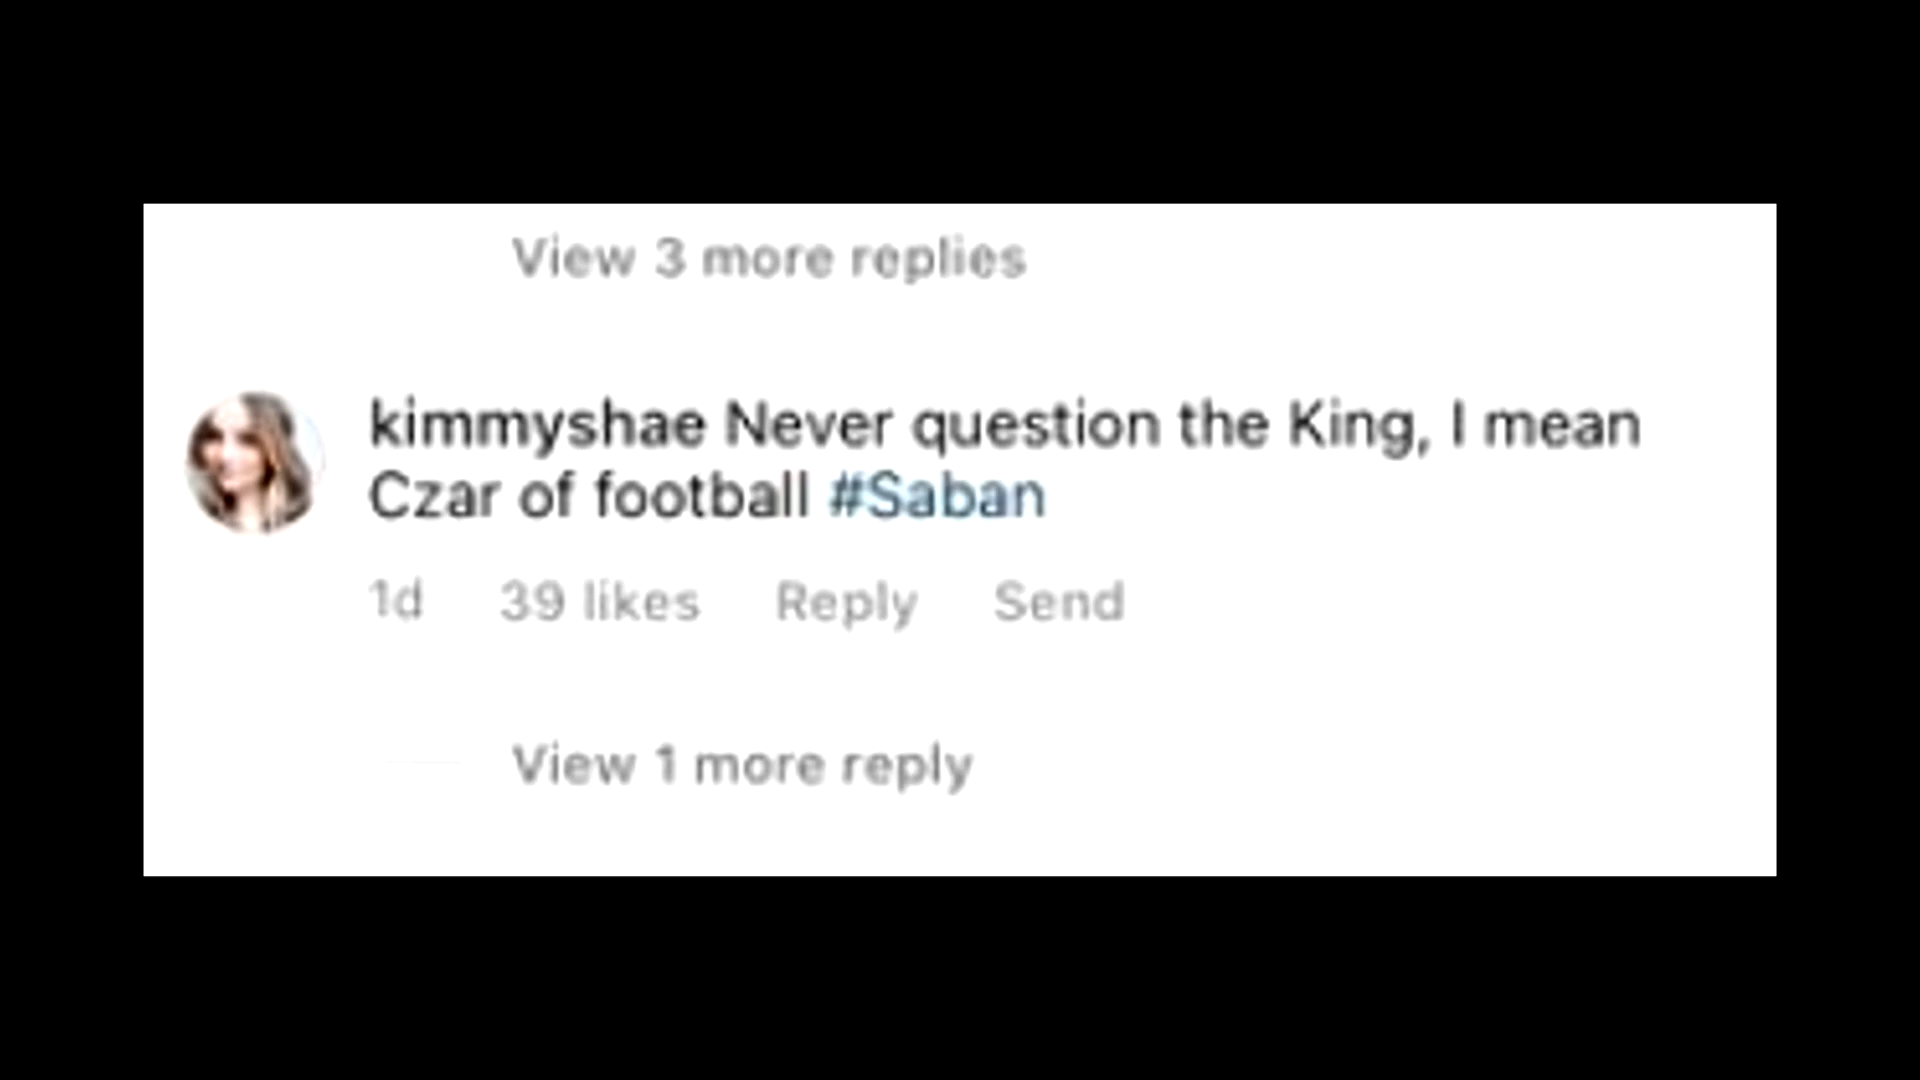 View 3 more replies
kimmyshae Never question the King, I mean
Czar of football #Saban
1d 39 likes Reply Send
View 1 more reply